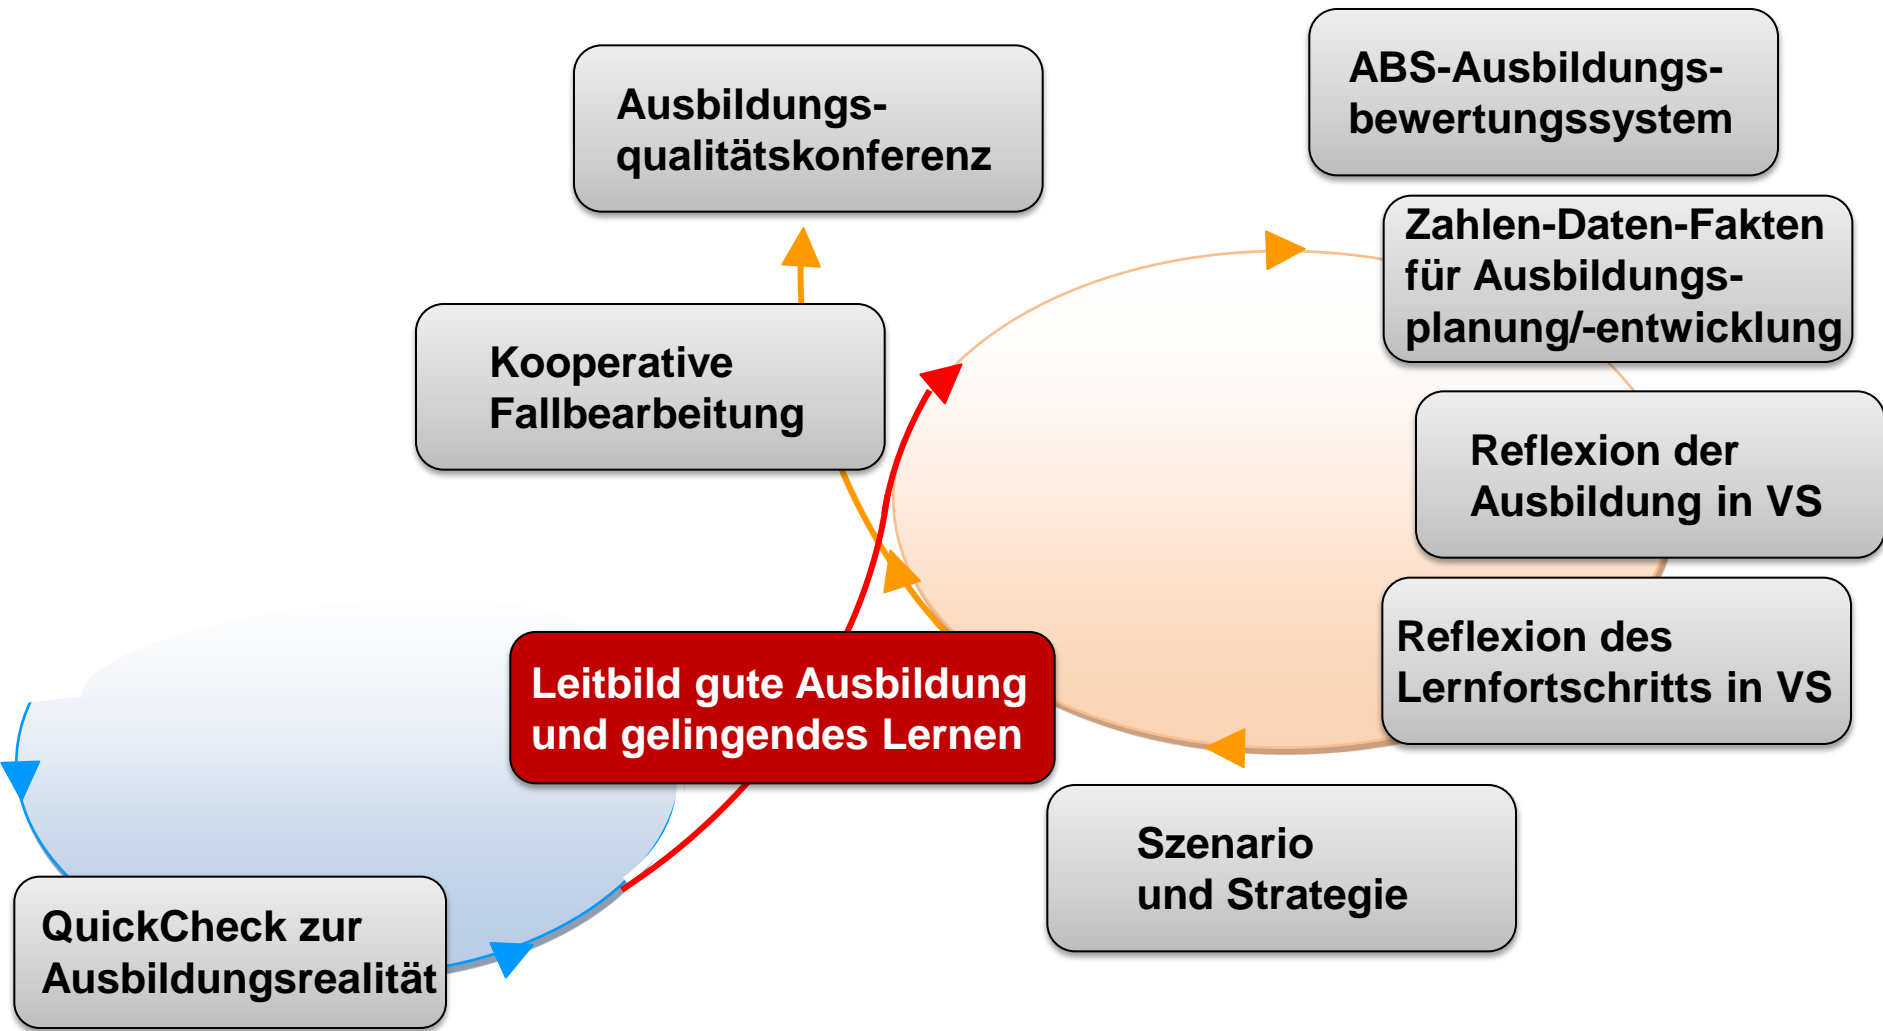 ABS-Ausbildungs-
bewertungssystem
Ausbildungs-
qualitätskonferenz
Zahlen-Daten-Fakten
für Ausbildungs-
planung/-entwicklung
Kooperative
Fallbearbeitung
Reflexion der
Ausbildung in VS
Reflexion des
Lernfortschritts in VS
Leitbild gute Ausbildung
und gelingendes Lernen
Szenario
und Strategie
QuickCheck zur
Ausbildungsrealität